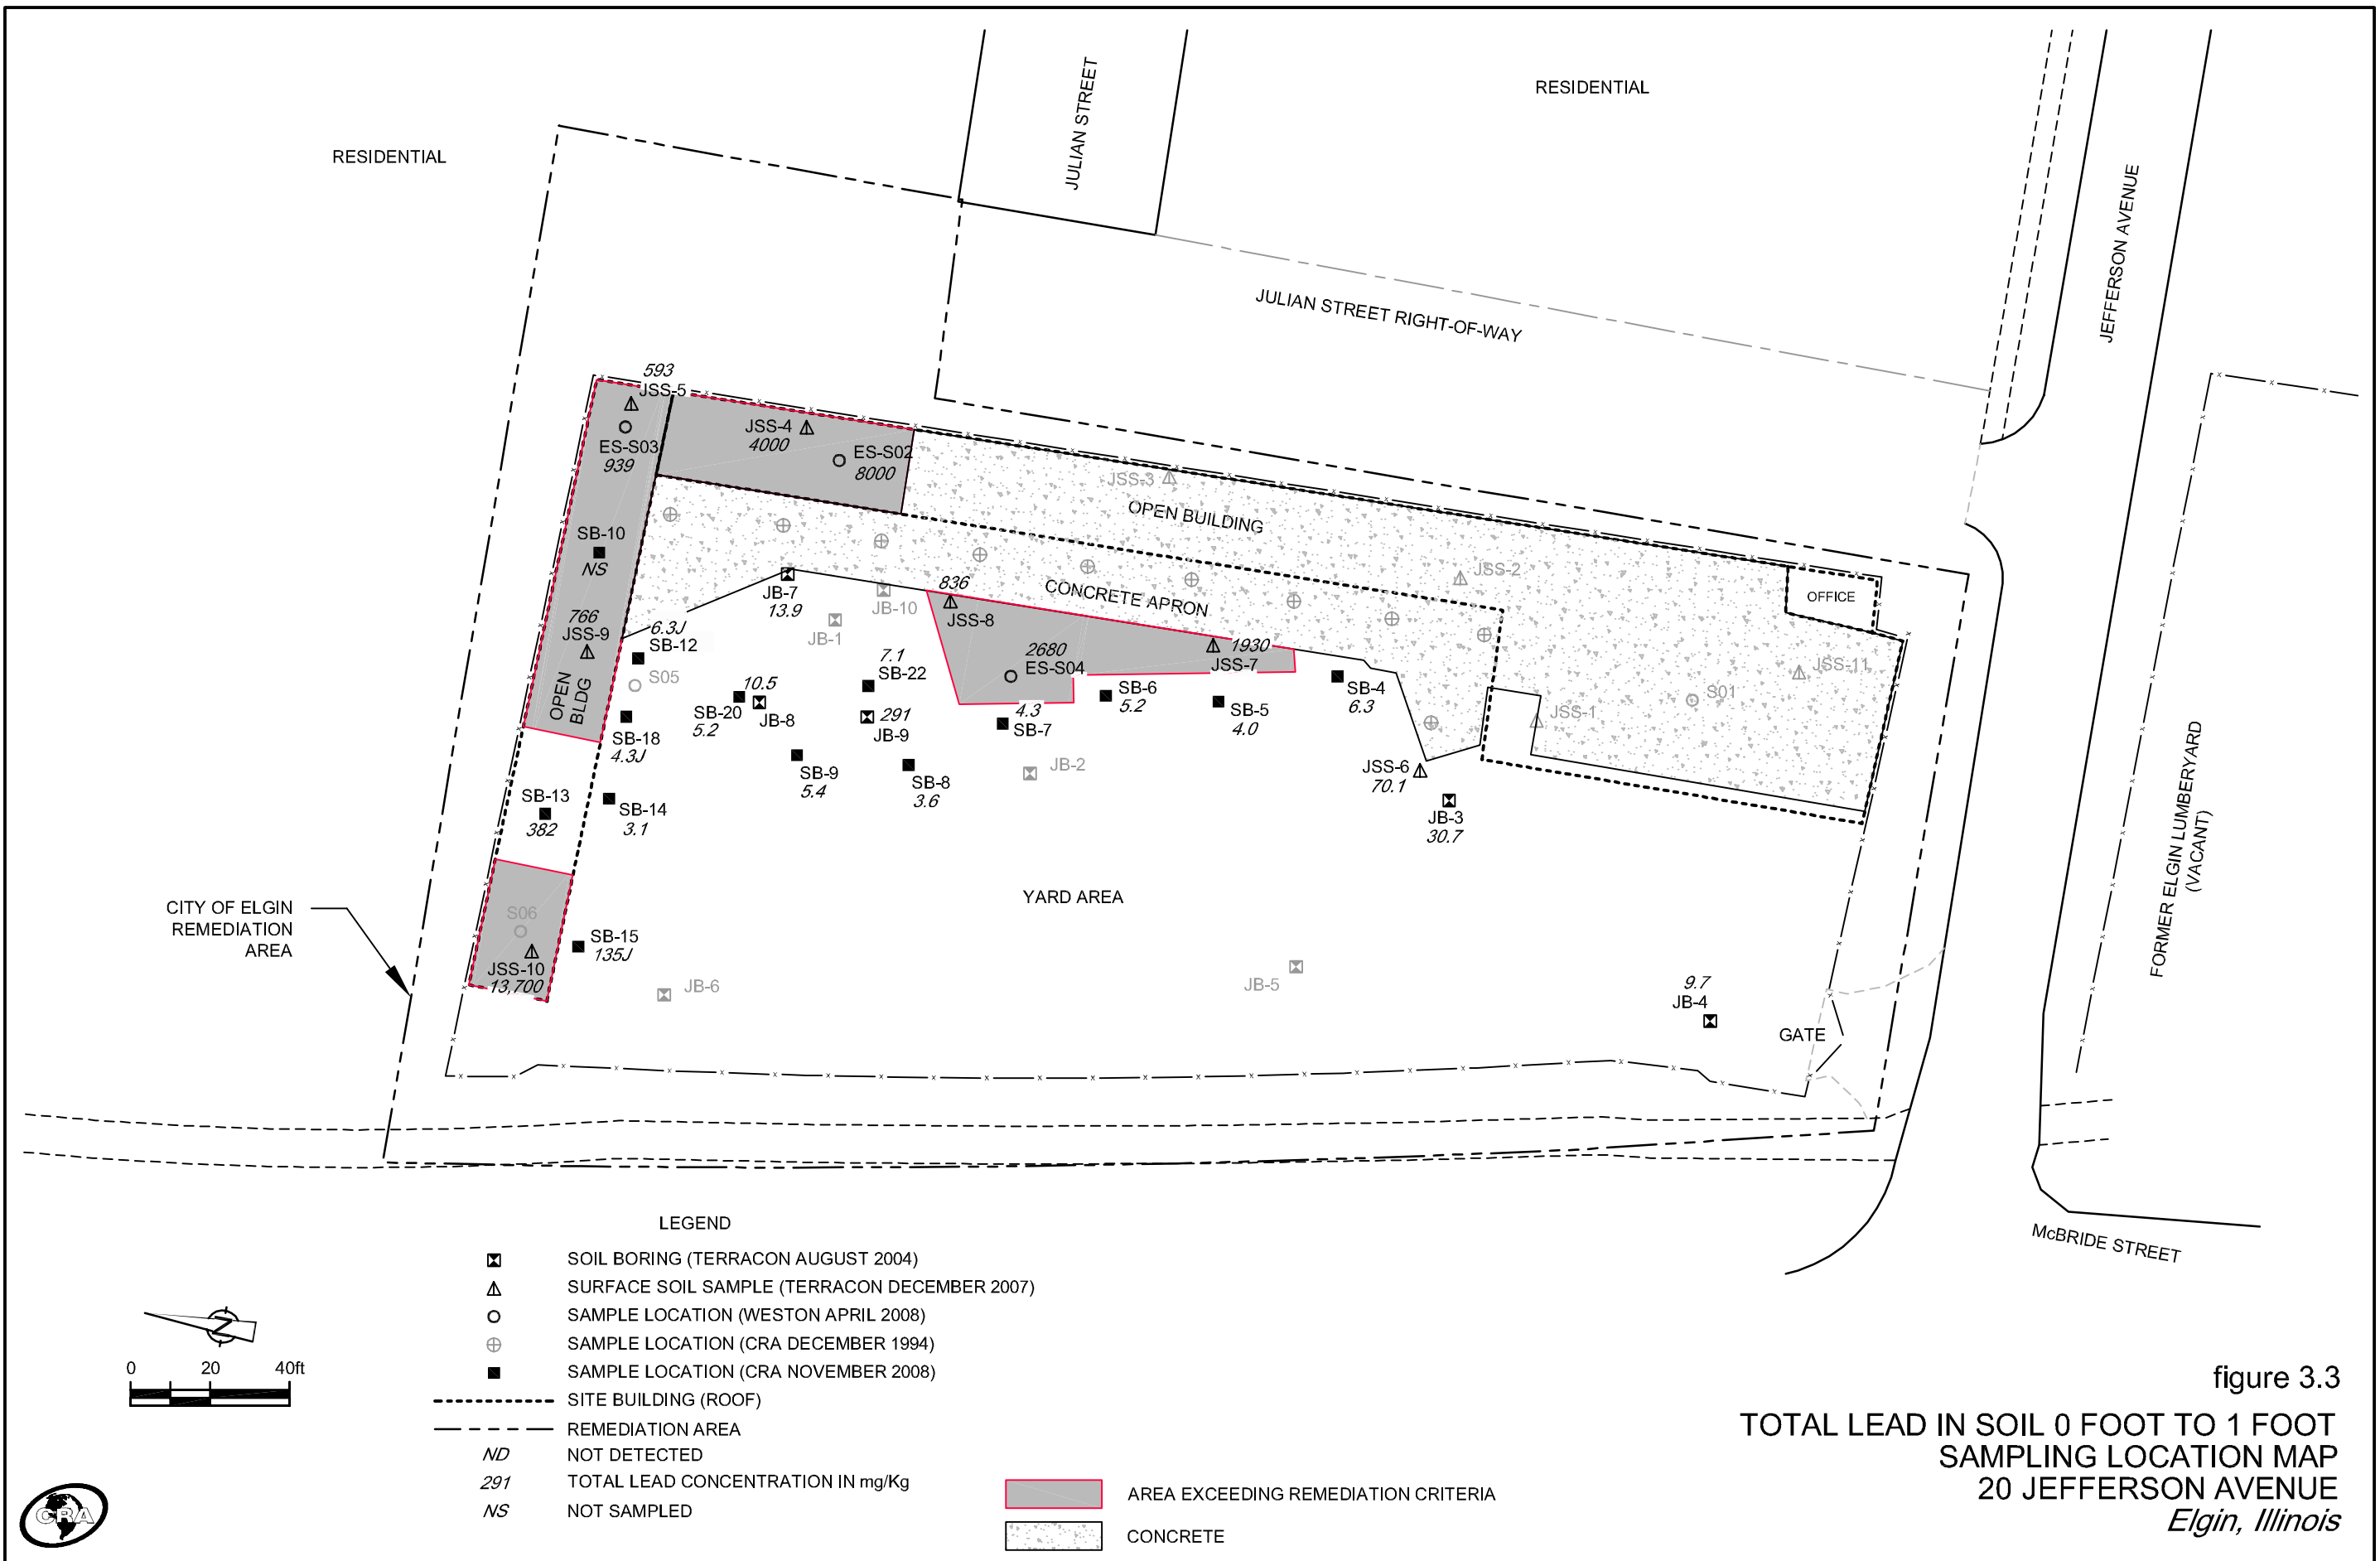 RESIDENTIAL
JULIAN STREET
RESIDENTIAL
JEFFERSON AVENUE
JULIAN STREET RIGHT-OF-WAY
593
JSS-5
ES-S03
939
JSS-4
4000
ES-S02
8000
JSS-3
OPEN BUILDING
SB-10
NS
JSS-2
836
CONCRETE APRON
OFFICE
JB-7
13.9
JB-10
JB-1
JSS-8
766
JSS-9
6.3J
SB-12
S05
7.1
SB-22
2680
ES-S04
1930
JSS-7
JSS-11
S01
OPEN
BLDG
10.5
SB-20
5.2
JB-8
291
JB-9
4.3
SB-7
SB-6
5.2
SB-5
4.0
SB-4
6.3
JSS-1
SB-18
4.3J
SB-9
5.4
SB-8
3.6
JB-2
JSS-6
70.1
JB-3
30.7
SB-13
382
SB-14
3.1
FORMER ELGIN LUMBERYARD
(VACANT)
YARD AREA
CITY OF ELGIN
REMEDIATION
AREA
S06
JSS-10
13,700
SB-15
135J
JB-6
JB-5
9.7
JB-4
GATE
McBRIDE STREET
LEGEND
SOIL BORING (TERRACON AUGUST 2004)
SURFACE SOIL SAMPLE (TERRACON DECEMBER 2007)
SAMPLE LOCATION (WESTON APRIL 2008)
SAMPLE LOCATION (CRA DECEMBER 1994)
SAMPLE LOCATION (CRA NOVEMBER 2008)
SITE BUILDING (ROOF)
REMEDIATION AREA
ND NOT DETECTED
291 TOTAL LEAD CONCENTRATION IN mg/Kg
NS NOT SAMPLED
AREA EXCEEDING REMEDIATION CRITERIA
CONCRETE
N
0 20 40ft
CRA
figure 3.3
TOTAL LEAD IN SOIL 0 FOOT TO 1 FOOT
SAMPLING LOCATION MAP
20 JEFFERSON AVENUE
Elgin, Illinois